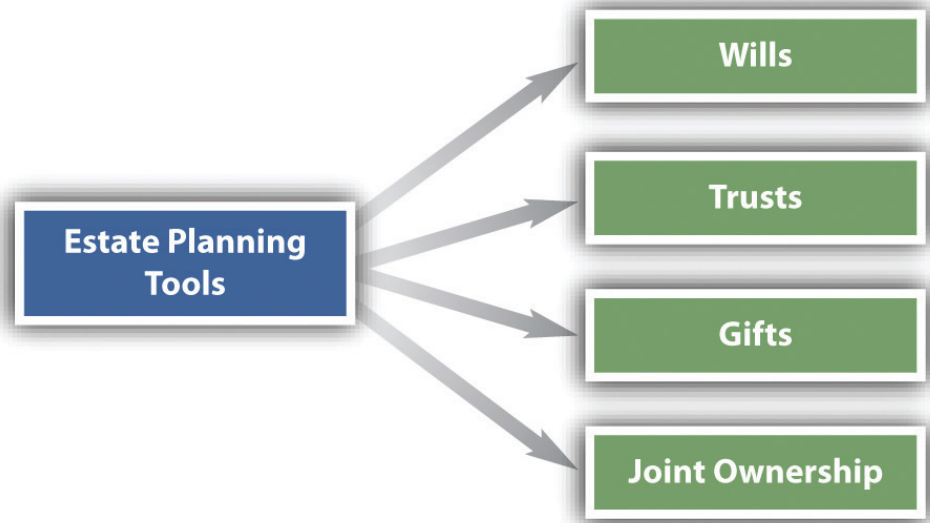 Estate Planning
Tools
Wills
Trusts
Gifts
Joint Ownership